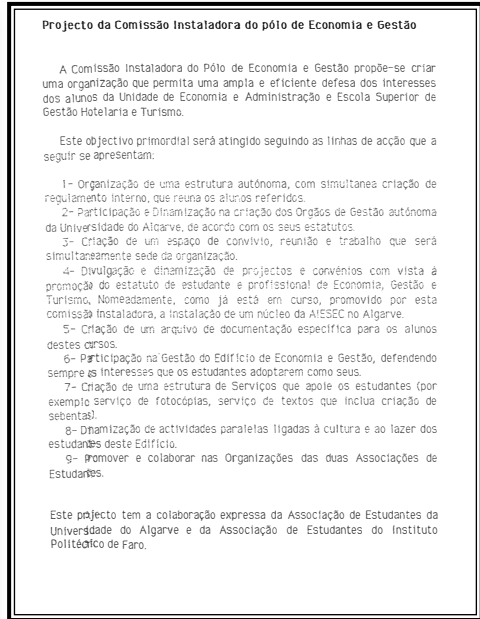 Projecto da Comissão Instaladora do pólo de Economia e Gestão
A Comissão Instaladora do Pólo de Economia e Gestão propõe-se criar
uma organização que permita uma ampla e eficiente defesa dos interesses
dos alunos da Unidade de Economia e Administração e Escola Superior de
Gestão Hotelaria e Turismo.
Este objectivo primordial será atingido seguindo as linhas de acção que a
seguir se apresentam:
1- Organização de uma estrutura autónoma, com simultanea criação de
regulamento interno, que reuna os alunos referidos.
2- Participação e Dinamização na criação dos Orgãos de Gestão autónoma
da Universidade do Algarve, de acordo com os seus estatutos.
3- Criação de um espaço de convivio, reunião e trabalho que será
simultaneamente sede da organização.
4- Divulgação e dinamização de projectos e convénios com vista á
promoção do estatuto de estudante e profissional de Economia, Gestão e
Turismo, Nomeadamente, como já está em curso, promovido por esta
comissão instaladora, a instalação de um núcleo da AIESEC no Algarve.
5- Criação de um arquivo de documentação especifica para os alunos
destes cursos.
6- Participação na Gestão do Edifício de Economia e Gestão, defendendo
sempre os interesses que os estudantes adoptarem como seus.
7- Criação de uma estrutura de Serviços que apoie os estudantes (por
exemplo serviço de fotocópias, serviço de textos que inclua criação de
sebentas).
8- Dinamização de actividades paralelas ligadas à cultura e ao lazer dos
estudantes deste Edifício.
9- Promover e colaborar nas Organizações das duas Associações de
Estudantes.
Este projecto tem a colaboração expressa da Associação de Estudantes da
Universidade do Algarve e da Associação de Estudantes do Instituto
Politécnico de Faro.